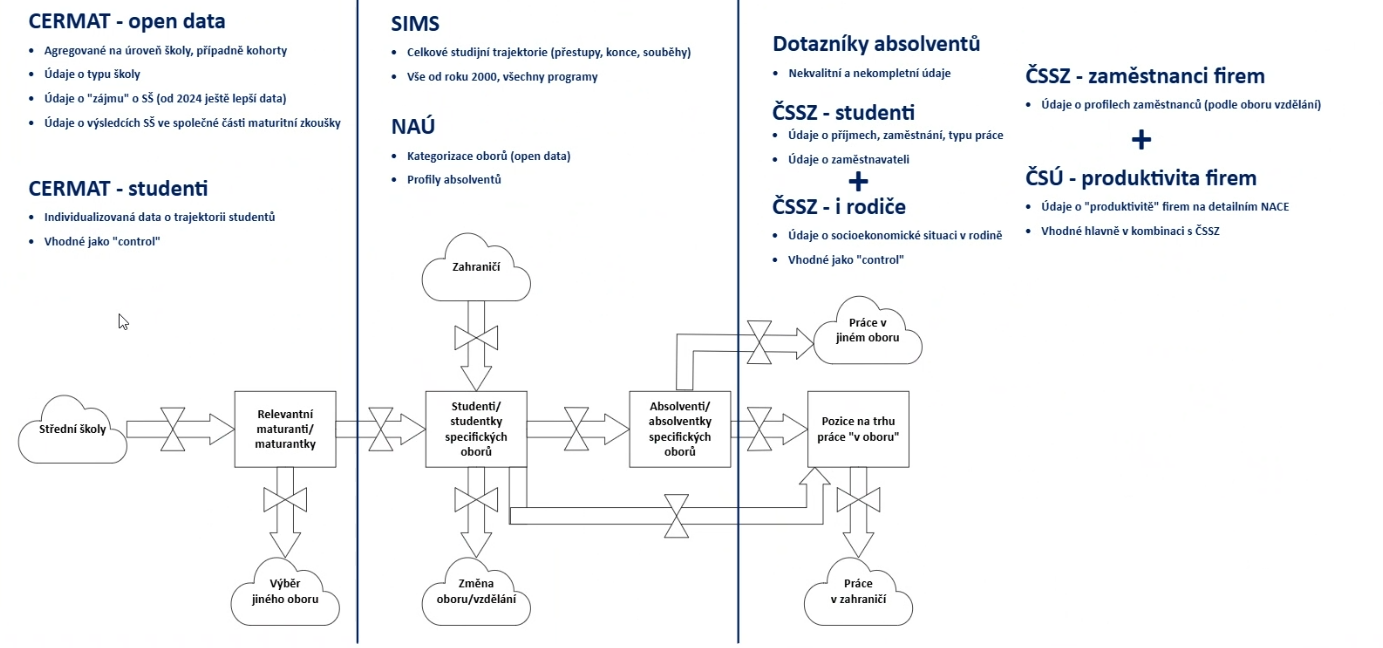 CERMAT - open data
Agregované na úroveň školy, případně kohorty
Údaje o typu školy
Údaje o "zájmu" o SŠ (od 2024 ještě lepší data)
Údaje o výsledcích SŠ ve společné části maturitní zkoušky
CERMAT - studenti
Individualizovaná data o trajektorii studentů
Vhodné jako "control"
SIMS
Celkové studijní trajektorie (přestupy, konce, souběhy)
Vše od roku 2000, všechny programy
NAÚ
Kategorizace oborů (open data)
Profily absolventů
Dotazníky absolventů
Nekvalitní a nekompletní údaje
ČSSZ - studenti
Údaje o příjmech, zaměstnání, typu práce
Údaje o zaměstnavateli
+
ČSSZ - i rodiče
Údaje o socioekonomické situaci v rodině
Vhodné jako "control"
ČSSZ - zaměstnanci firem
Údaje o profilech zaměstnanců (podle oboru vzdělání)
+
ČSÚ - produktivita firem
Údaje o "produktivitě" firem na detailním NACE
Vhodné hlavně v kombinaci s ČSSZ
Zahraničí
Práce v
jiném oboru
Střední školy
Relevantní
maturanti/
maturantky
Studenti/
studentky
specifických
oborů
Absolventi/
absolventky
specifických
oborů
Pozice na trhu
práce "v oboru"
Výběr
jiného oboru
Změna
oboru/vzdělání
Práce
v zahraničí